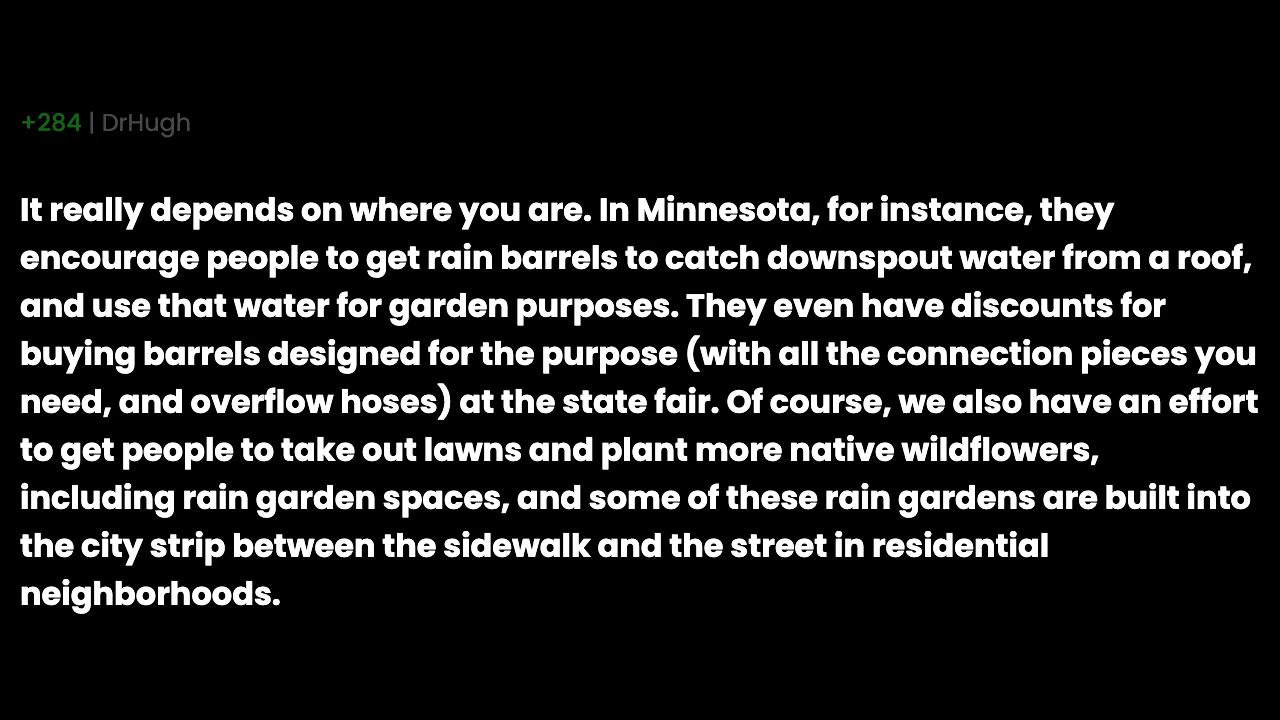 +284 | DrHugh
It really depends on where you are. In Minnesota, for instance, they
encourage people to get rain barrels to catch downspout water from a roof,
and use that water for garden purposes. They even have discounts for
buying barrels designed for the purpose (with all the connection pieces you
need, and overflow hoses) at the state fair. Of course, we also have an effort
to get people to take out lawns and plant more native wildflowers,
including rain garden spaces, and some of these rain gardens are built into
the city strip between the sidewalk and the street in residential
neighborhoods.